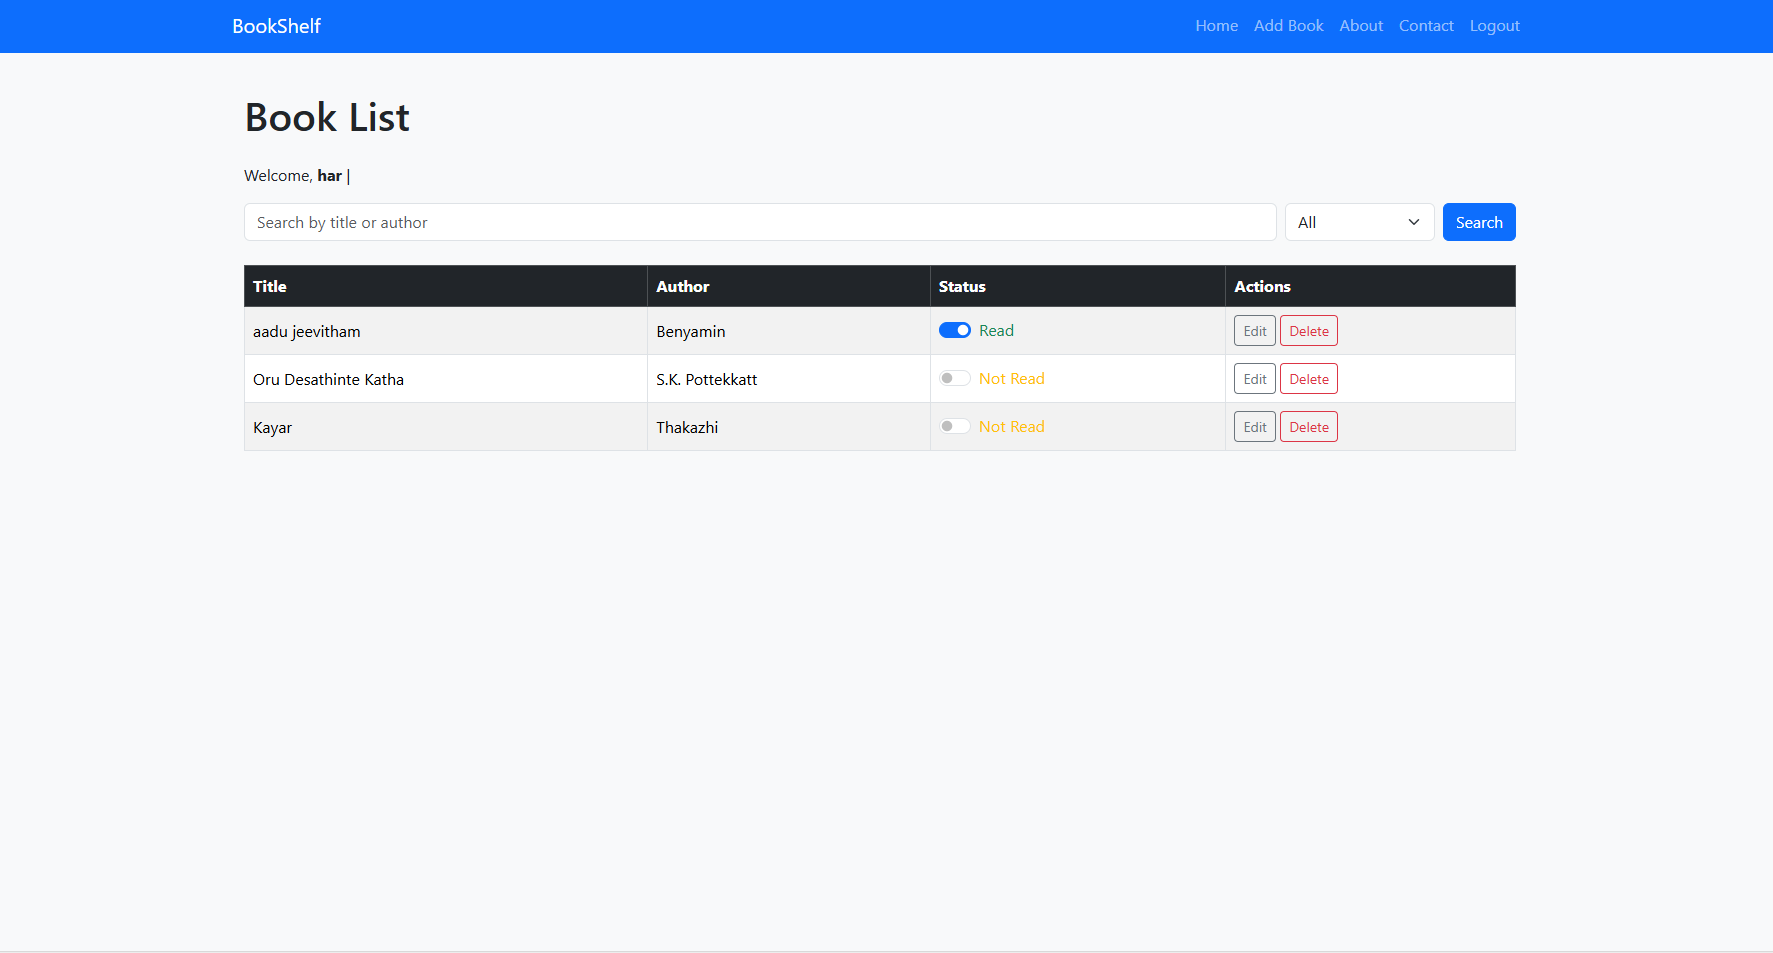 BookShelf Home Add Book About Contact Logout
Book List
Welcome, har |
Search by title or author All Search
Title Author Status Actions
aadu jeevitham Benyamin Read Edit Delete
Oru Desathinte Katha S.K. Pottekkatt Not Read Edit Delete
Kayar Thakazhi Not Read Edit Delete